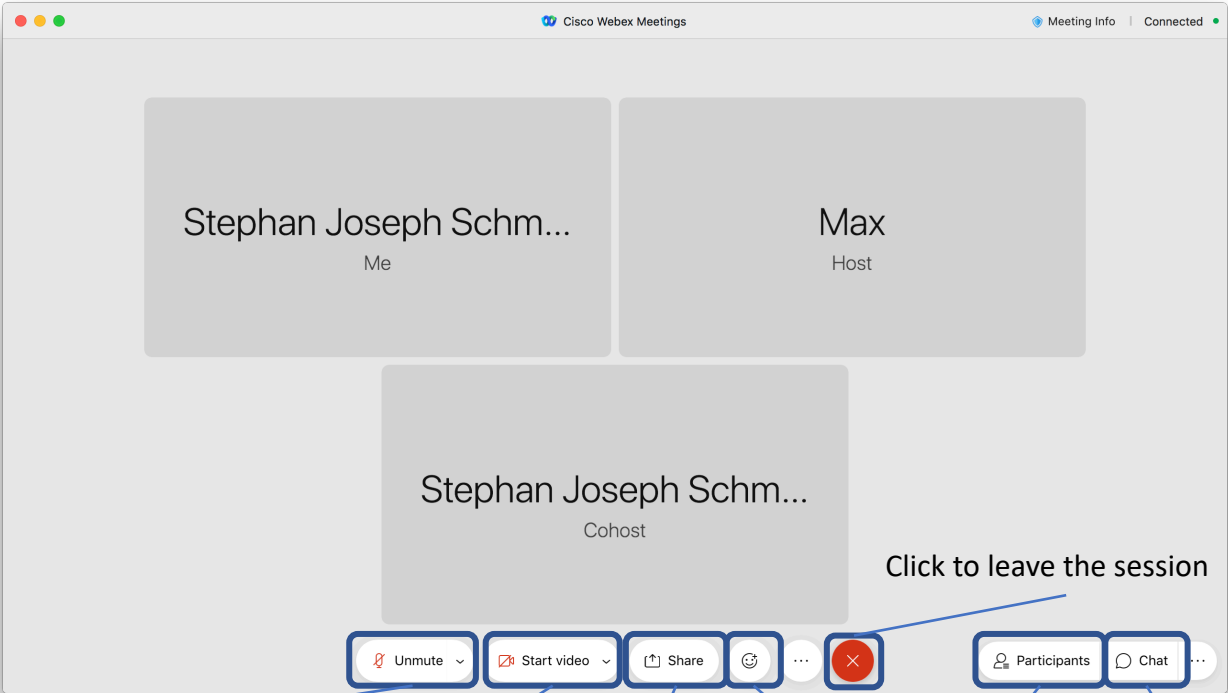 Cisco Webex Meetings
Meeting Info | Connected
Stephan Joseph Schm...
Me
Max
Host
Stephan Joseph Schm...
Cohost
Click to leave the session
Unmute
Start video
Share
Participants
Chat